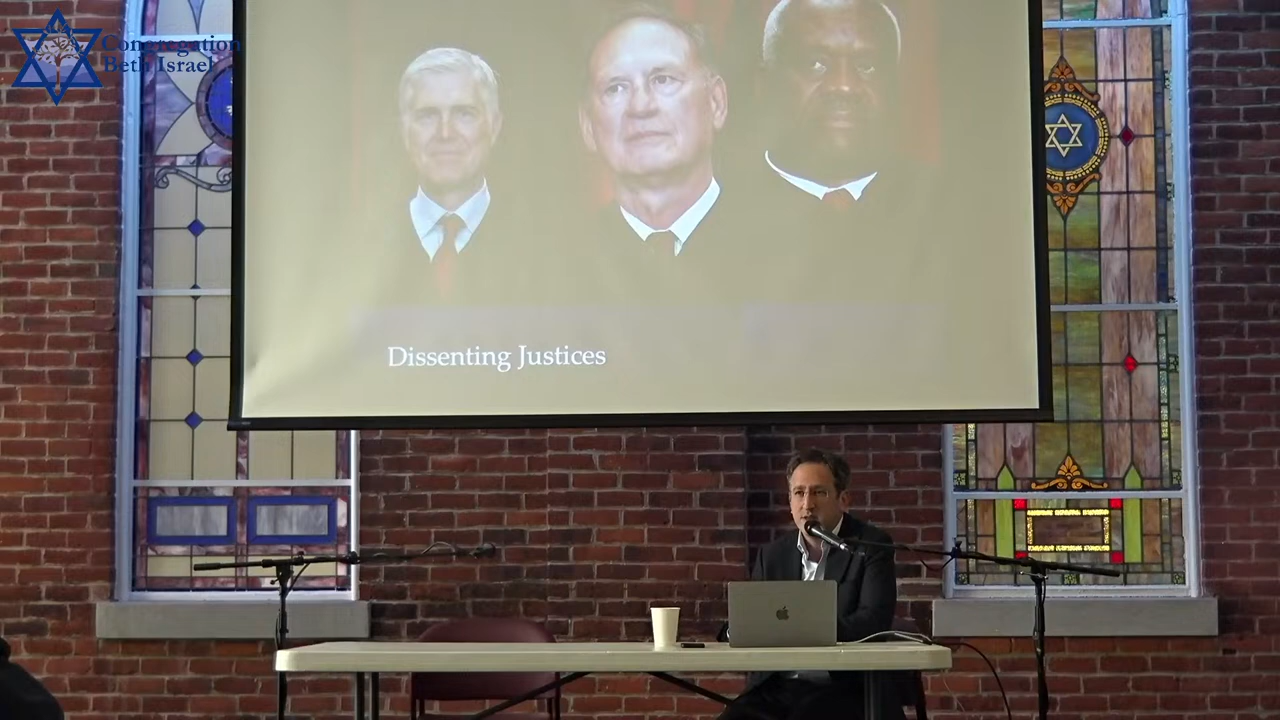 Congregation
Beth Israel
Dissenting Justices